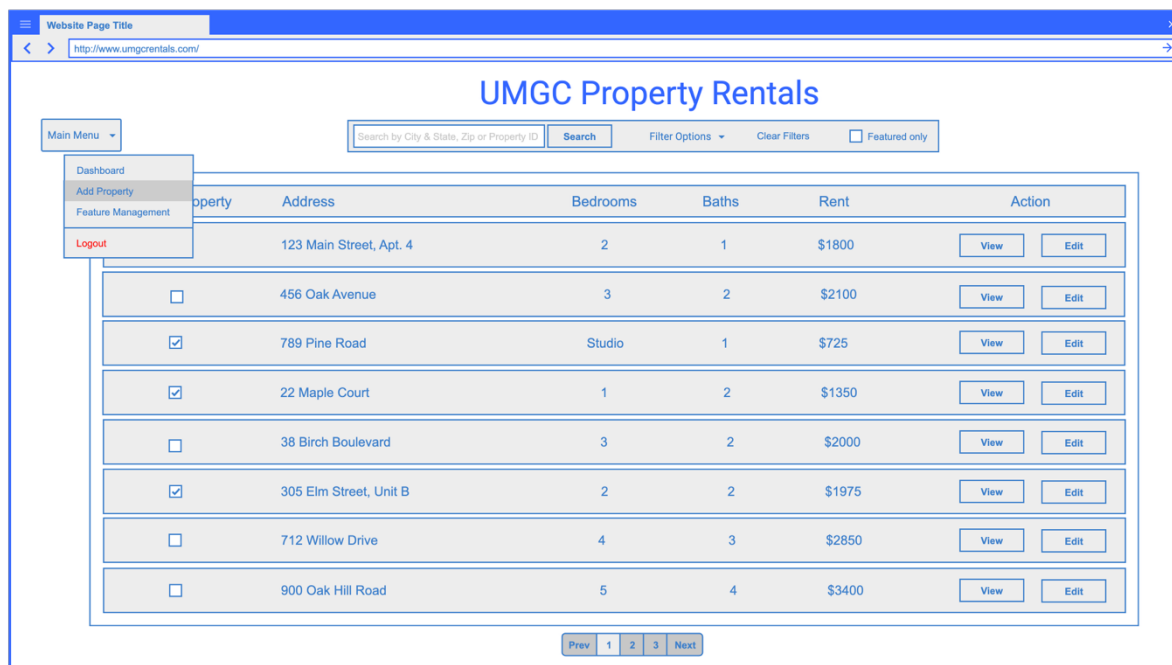 Website Page Title
http://www.umgcrentals.com/
UMGC Property Rentals
Main Menu
Search by City & State, Zip or Property ID Search Filter Options Clear Filters Featured only
Dashboard
Add Property
Feature Management
Logout
operty Address Bedrooms Baths Rent Action
123 Main Street, Apt. 4 2 1 $1800 View Edit
456 Oak Avenue 3 2 $2100 View Edit
789 Pine Road Studio 1 $725 View Edit
22 Maple Court 1 2 $1350 View Edit
38 Birch Boulevard 3 2 $2000 View Edit
305 Elm Street, Unit B 2 2 $1975 View Edit
712 Willow Drive 4 3 $2850 View Edit
900 Oak Hill Road 5 4 $3400 View Edit
Prev 1 2 3 Next